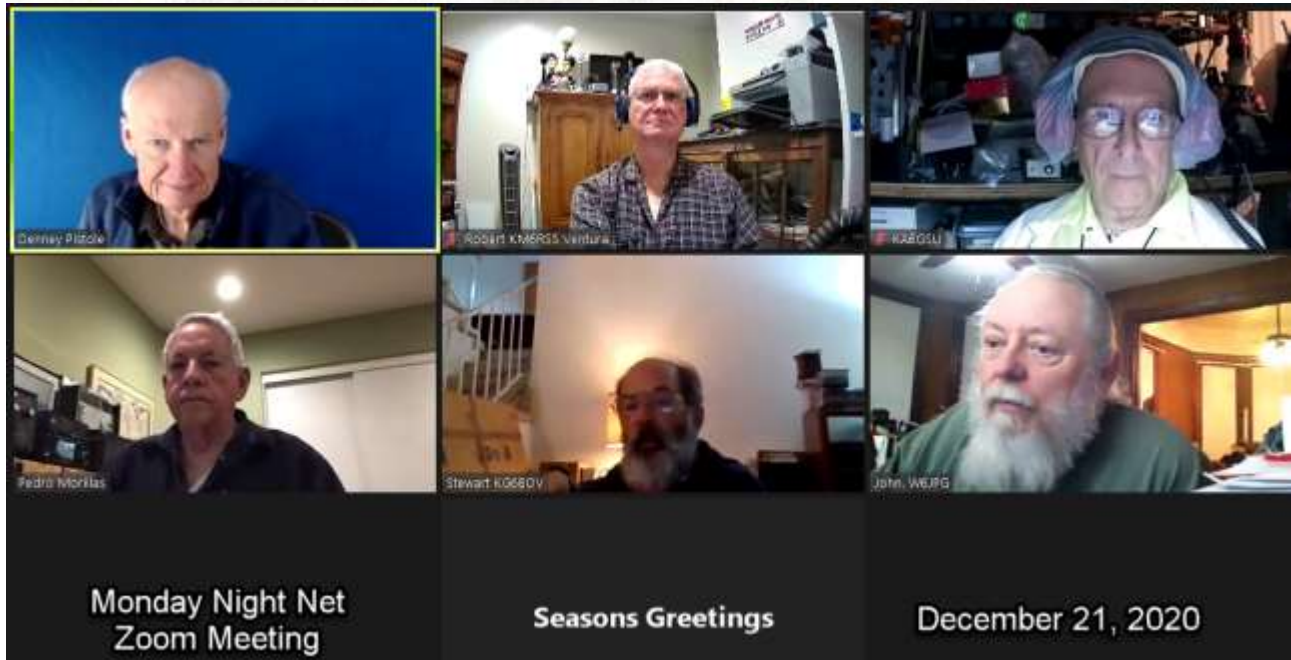 Denney Pistole
Robert KM6RSS Ventura
KA6GSU
Pedro Morillas
Stewart KG6BOV
John, W6JPG
Monday Night Net
Zoom Meeting
Seasons Greetings
December 21, 2020